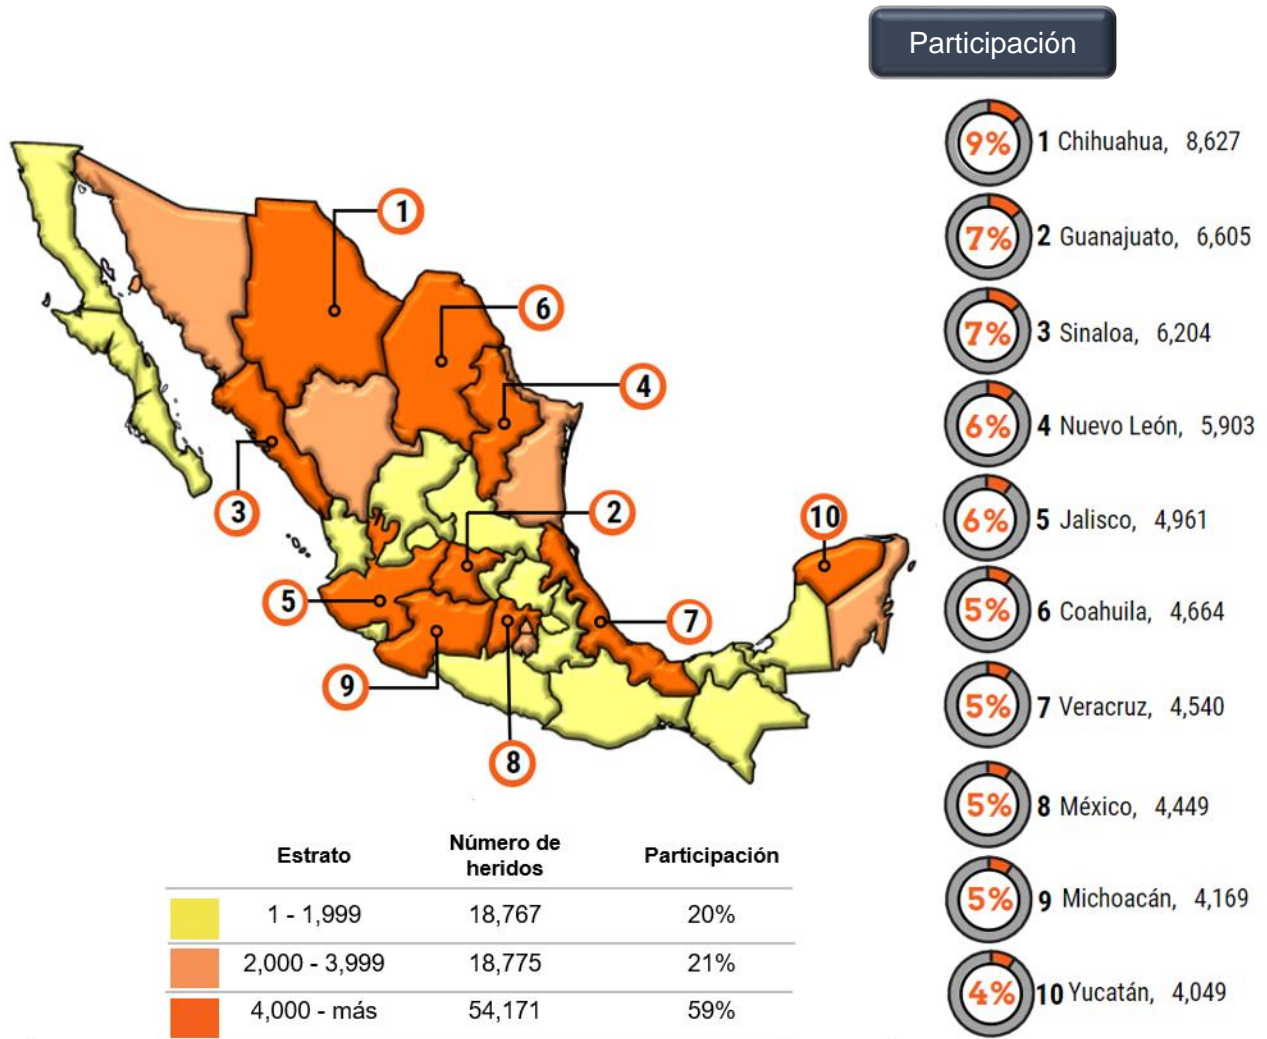 Participación
9% 1 Chihuahua, 8,627
7% 2 Guanajuato, 6,605
7% 3 Sinaloa, 6,204
6% 4 Nuevo León, 5,903
6% 5 Jalisco, 4,961
5% 6 Coahuila, 4,664
5% 7 Veracruz, 4,540
5% 8 México, 4,449
5% 9 Michoacán, 4,169
4% 10 Yucatán, 4,049
1
6
4
3
2
10
5
7
9
8
Estrato Número de heridos Participación
1 - 1,999 18,767 20%
2,000 - 3,999 18,775 21%
4,000 - más 54,171 59%